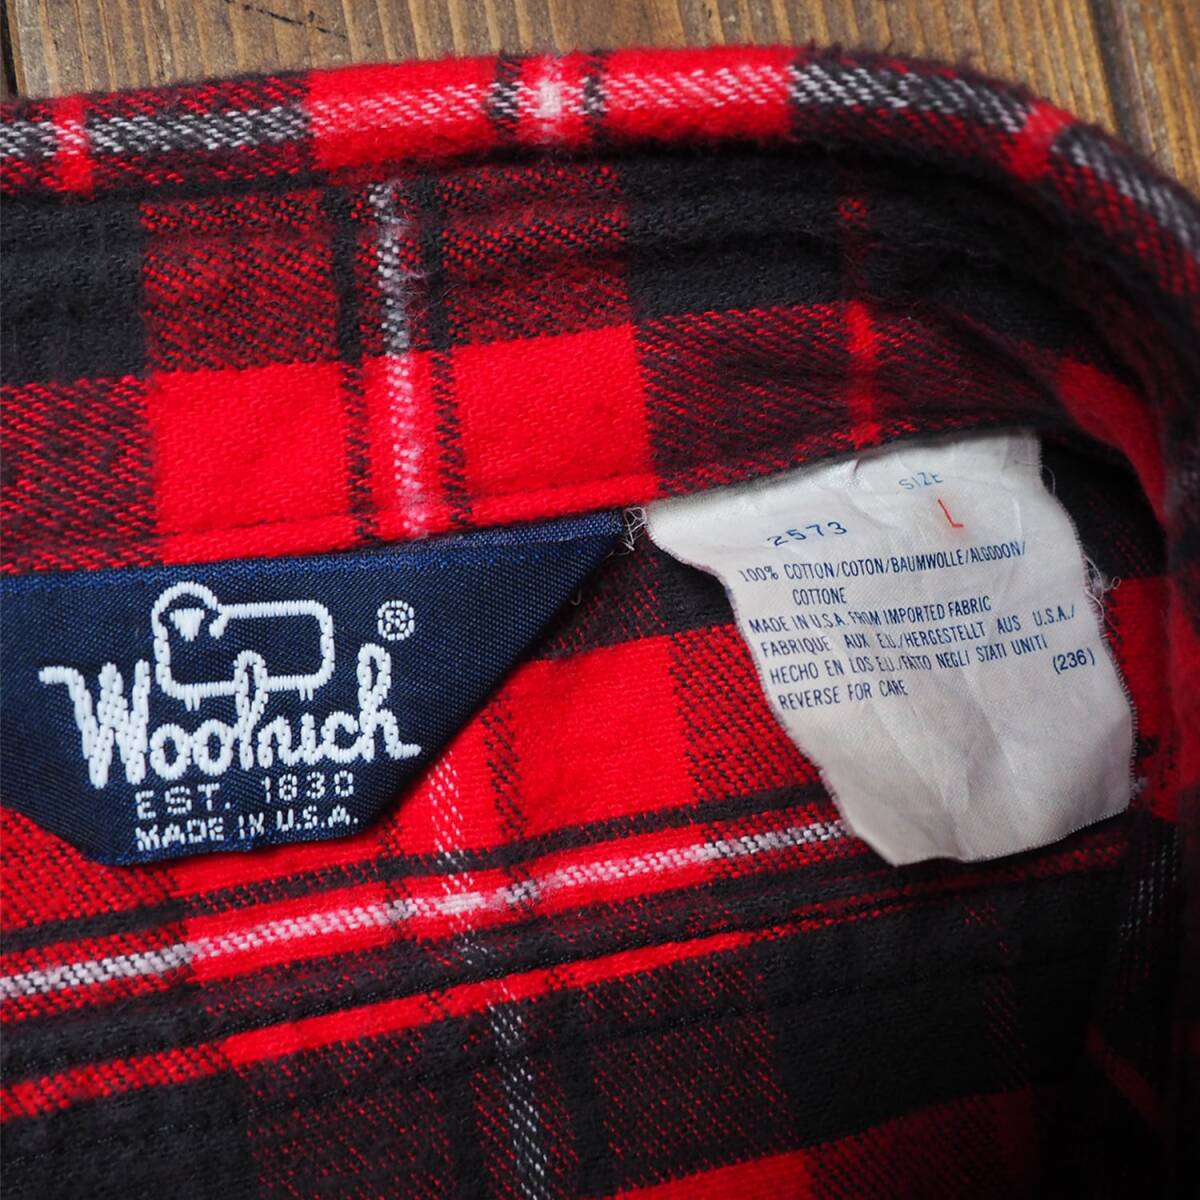 Woolrich ®
EST. 1830
MADE IN U.S.A.
SIZE
2573 L
100% COTTON/COTON/BAUMWOLLE/ALGODON/
COTTONE
MADE IN U.S.A. FROM IMPORTED FABRIC
FABRIQUE AUX E.U./HERGESTELLT AUS U.S.A./
HECHO EN LOS E.U./FATTO NEGLI STATI UNITI
REVERSE FOR CARE (236)